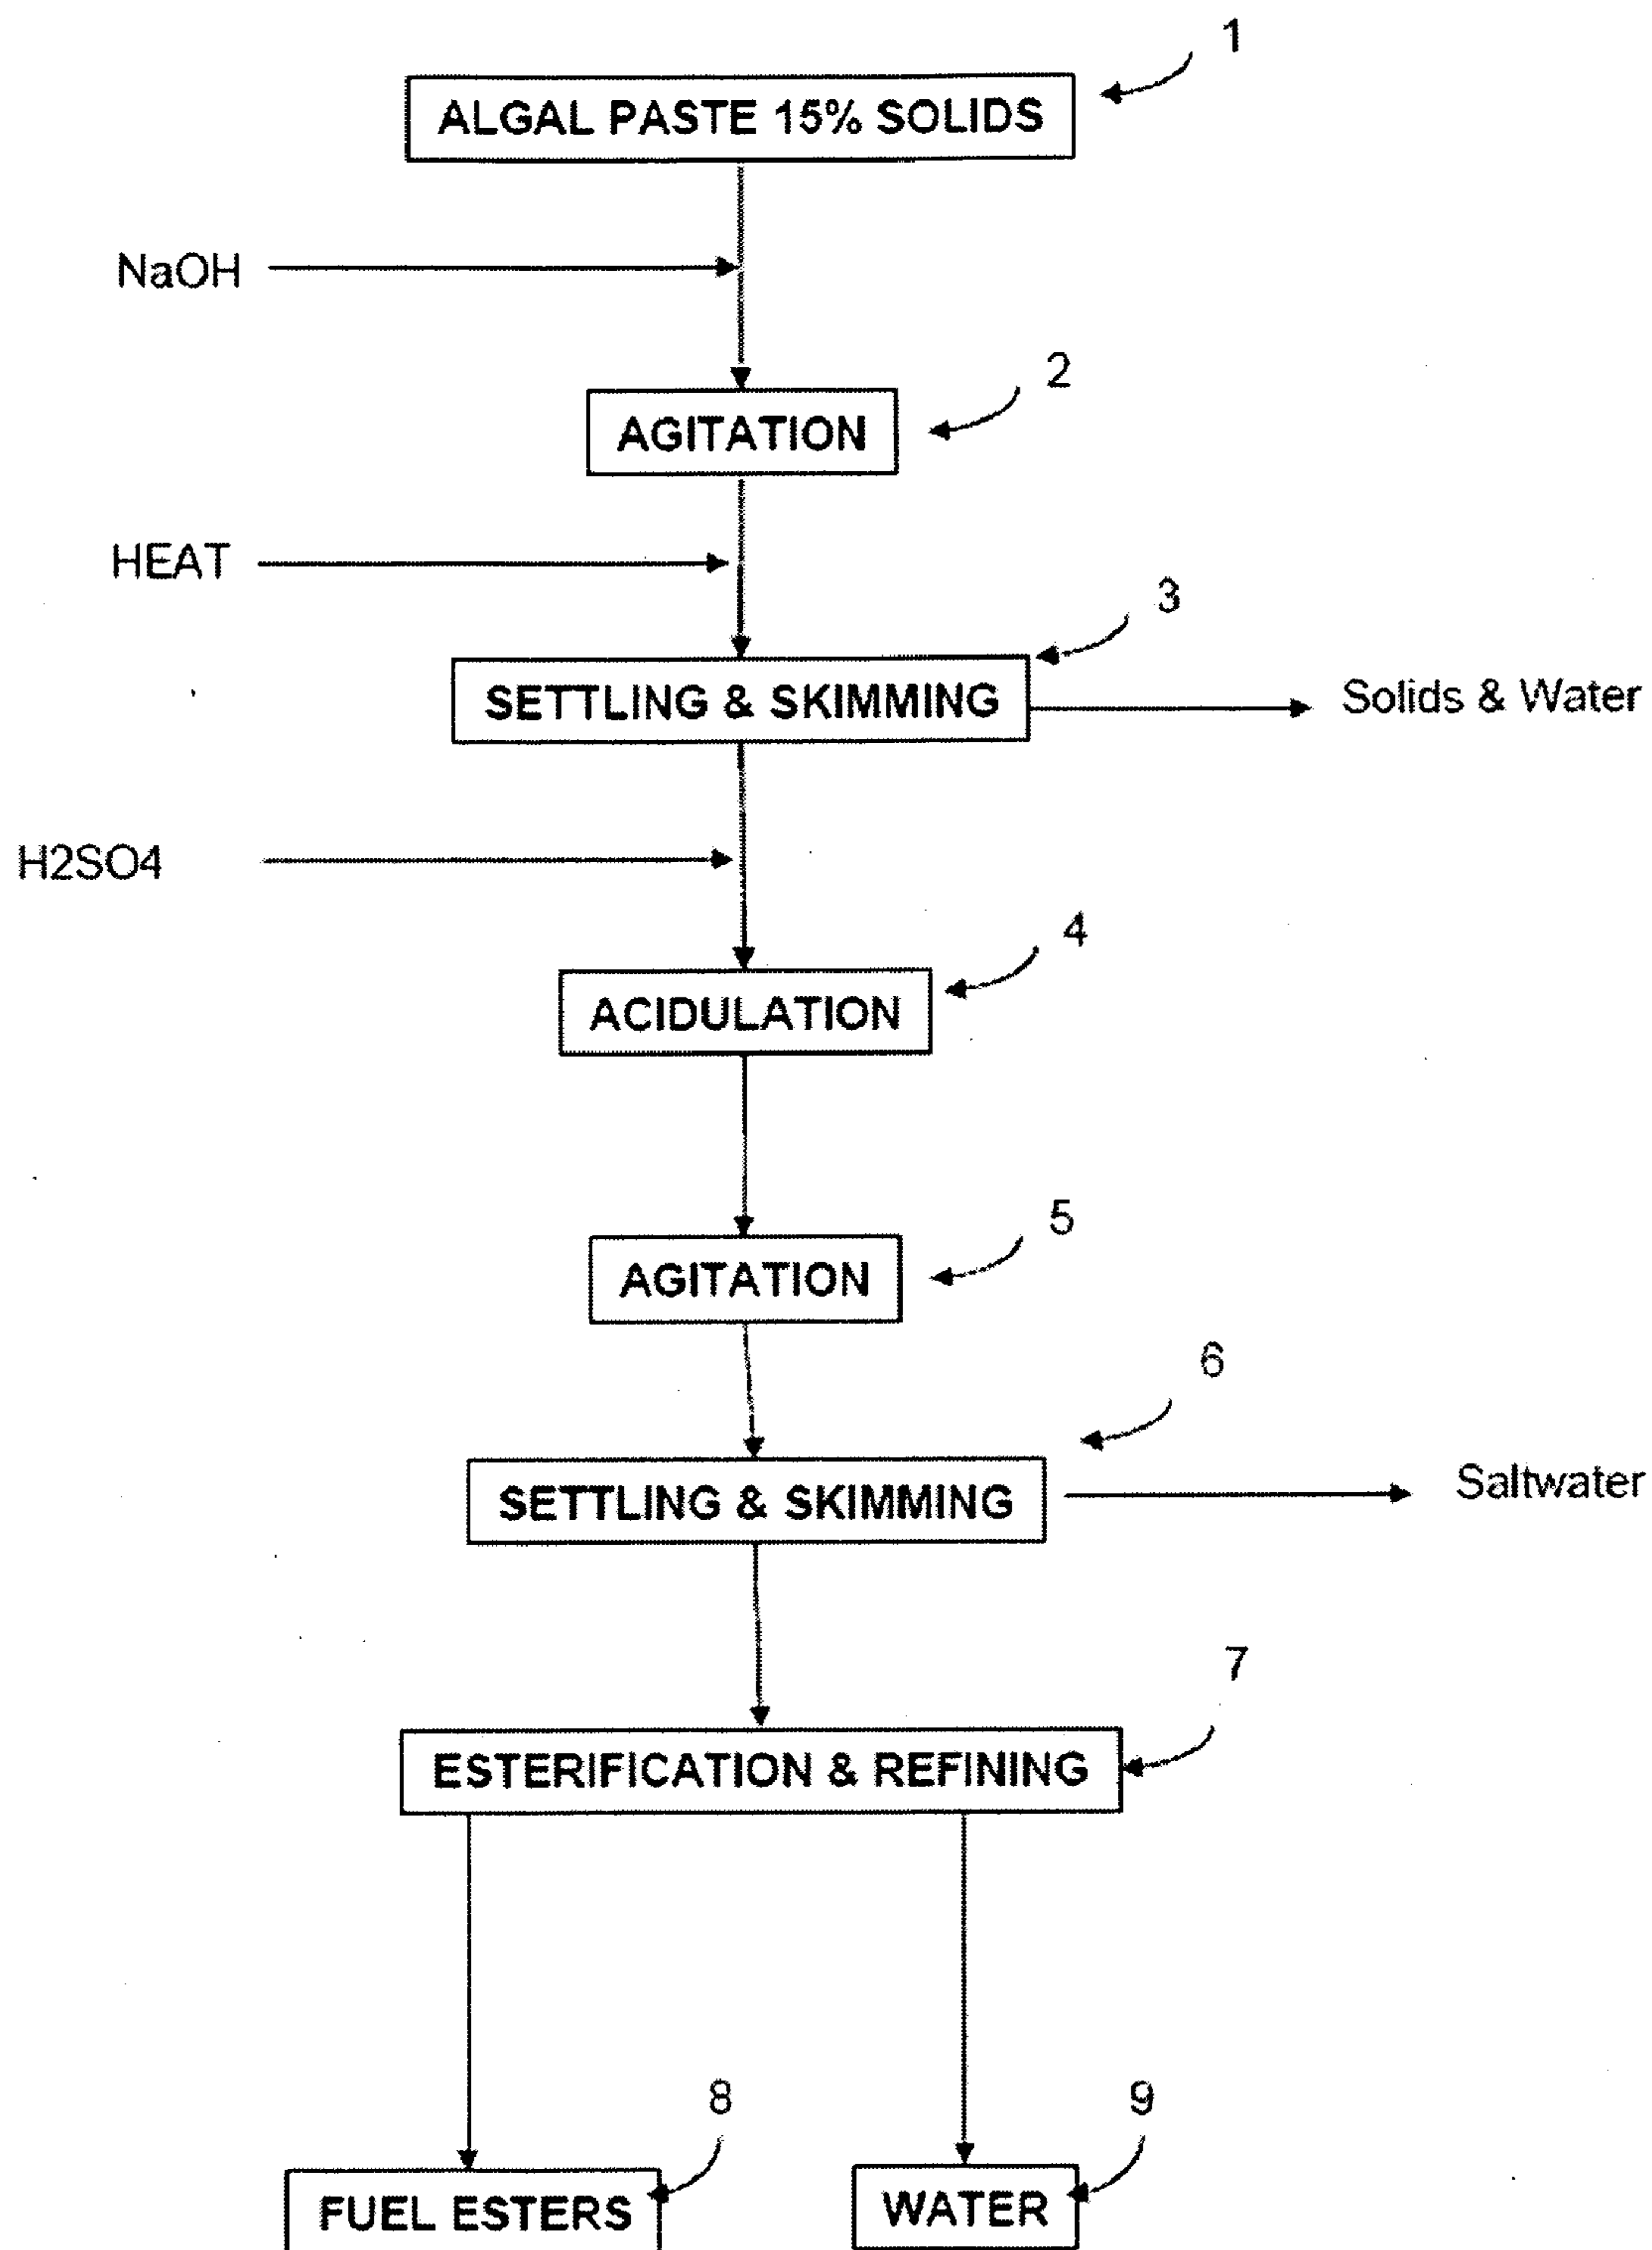 1
ALGAL PASTE 15% SOLIDS
NaOH
2
AGITATION
HEAT
3
SETTLING & SKIMMING
Solids & Water
H2SO4
4
ACIDULATION
5
AGITATION
6
SETTLING & SKIMMING
Saltwater
7
ESTERIFICATION & REFINING
8
9
FUEL ESTERS
WATER